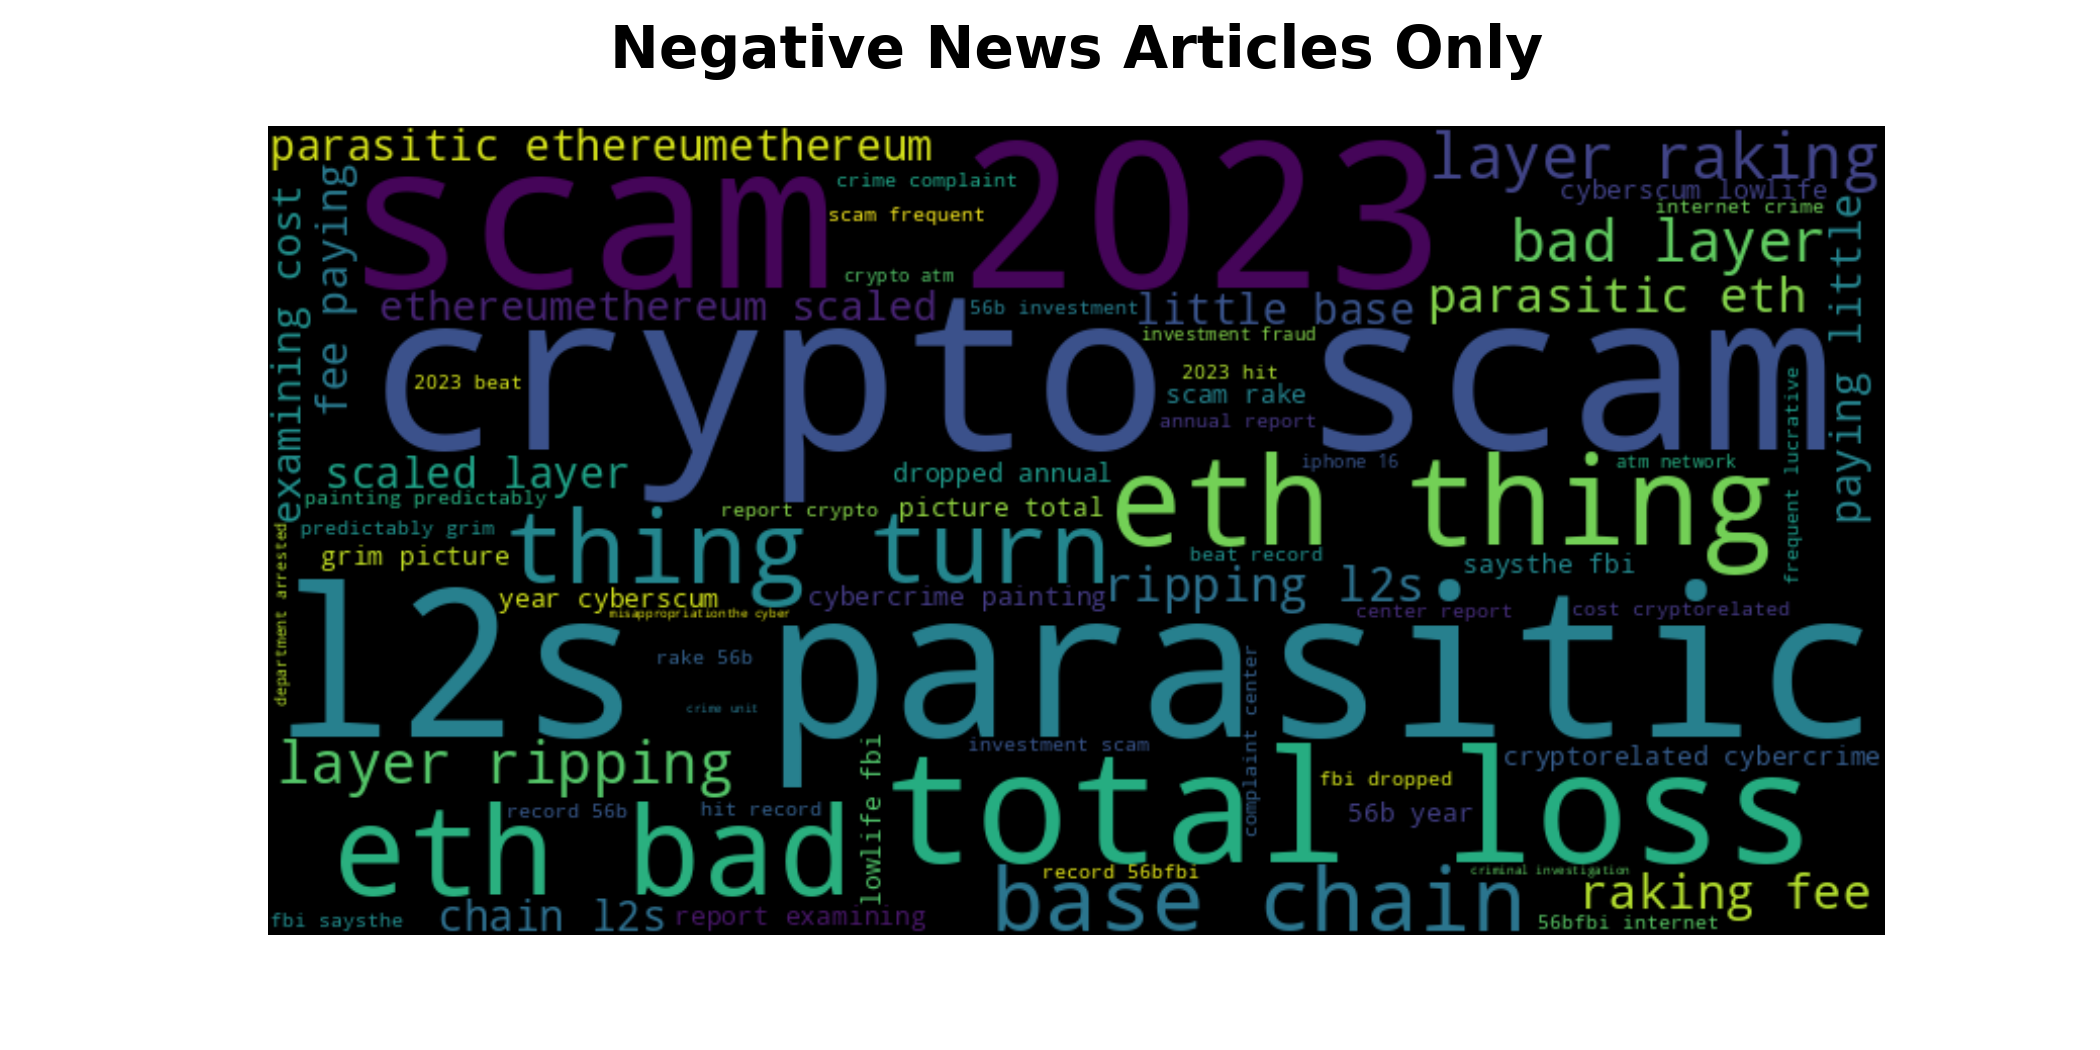 Negative News Articles Only
parasitic ethereumethereum
scam 2023
layer raking
crime complaint
cyberscum lowlife
scam frequent
internet crime
examining cost
fee paying
bad layer
paying little
crypto atm
parasitic eth
ethereumethereum scaled
56b investment
little base
investment fraud
crypto scam
2023 beat
2023 hit
scam rake
annual report
frequent lucrative
scaled layer
dropped annual
eth thing
iphone 16
atm network
painting predictably
report crypto
picture total
predictably grim
thing turn
grim picture
beat record
saysthe fbi
ripping l2s
department arrested
year cyberscum
cybercrime painting
misappropriationthe cyber
center report
cost cryptorelated
l2s parasitic
rake 56b
crime unit
complaint center
layer ripping
investment scam
cryptorelated cybercrime
lowlife fbi
total loss
fbi dropped
record 56b
hit record
56b year
eth bad
record 56bfbi
criminal investigation
base chain
raking fee
fbi saysthe
chain l2s
report examining
56bfbi internet